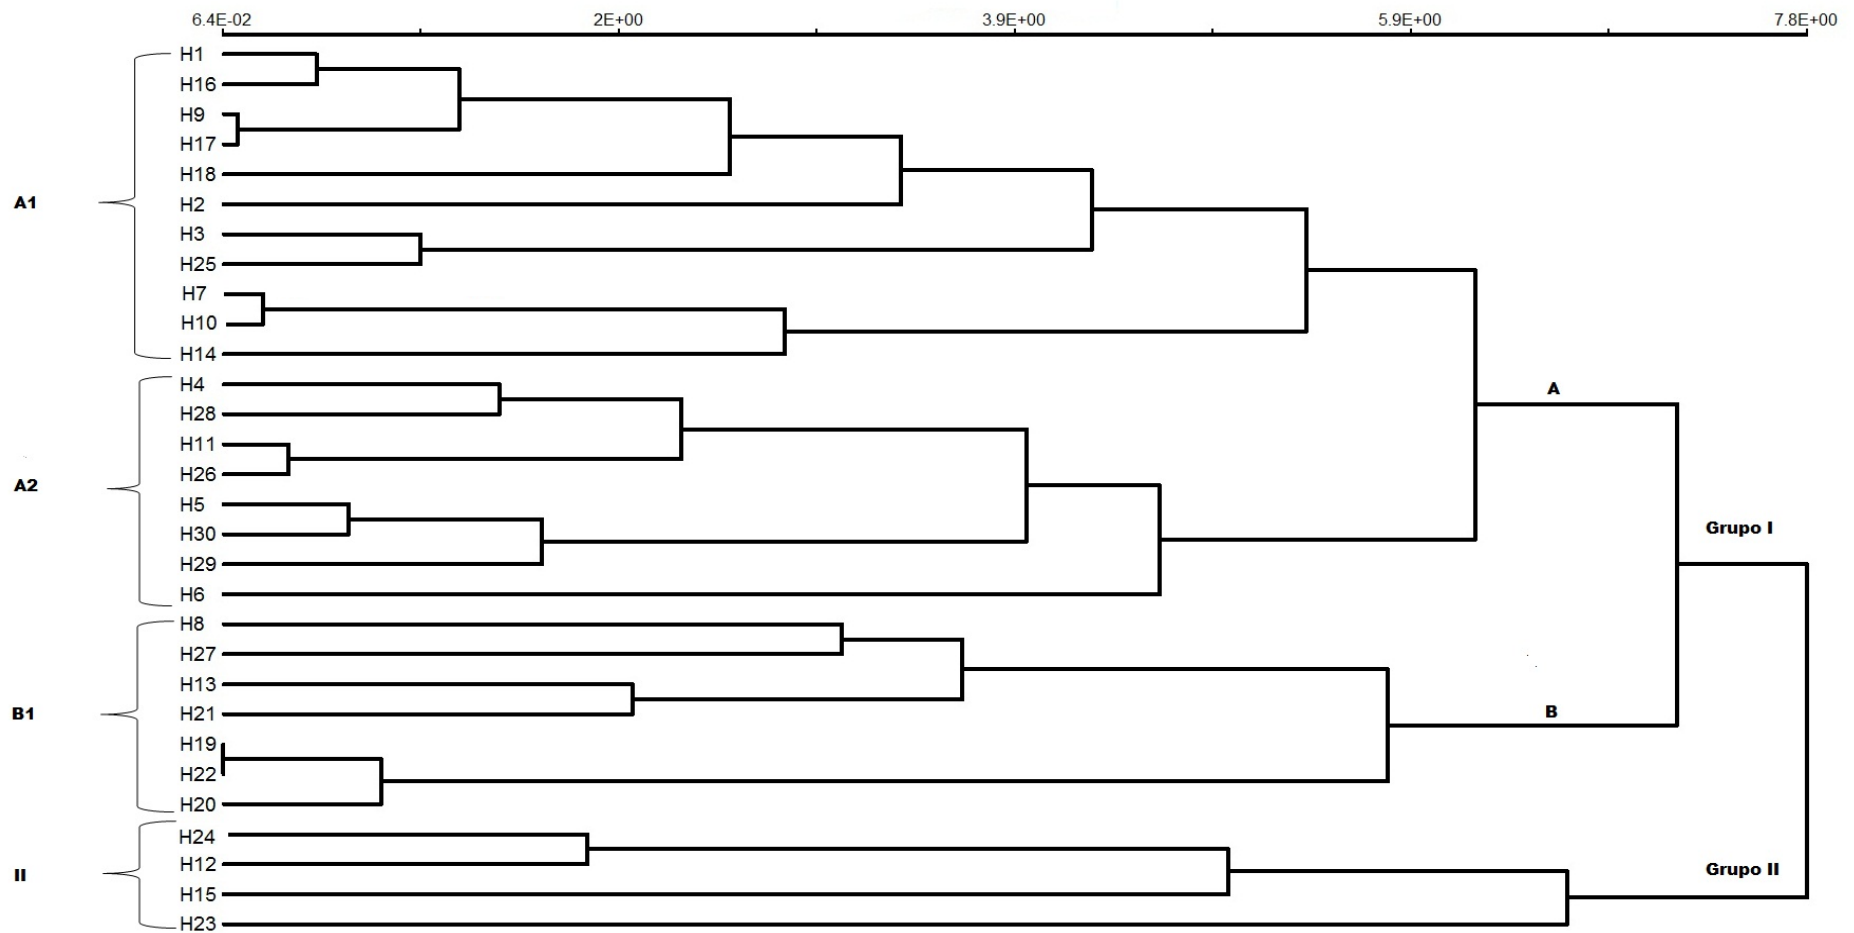 6.4E-02 2E+00 3.9E+00 5.9E+00 7.8E+00
H1
H16
H9
H17
H18
A1
H2
H3
H25
H7
H10
H14
H4
A
H28
H11
H26
A2
H5
Grupo I
H30
H29
H6
H8
H27
H13
B1
H21
B
H19
H22
H20
H24
H12
II
Grupo II
H15
H23